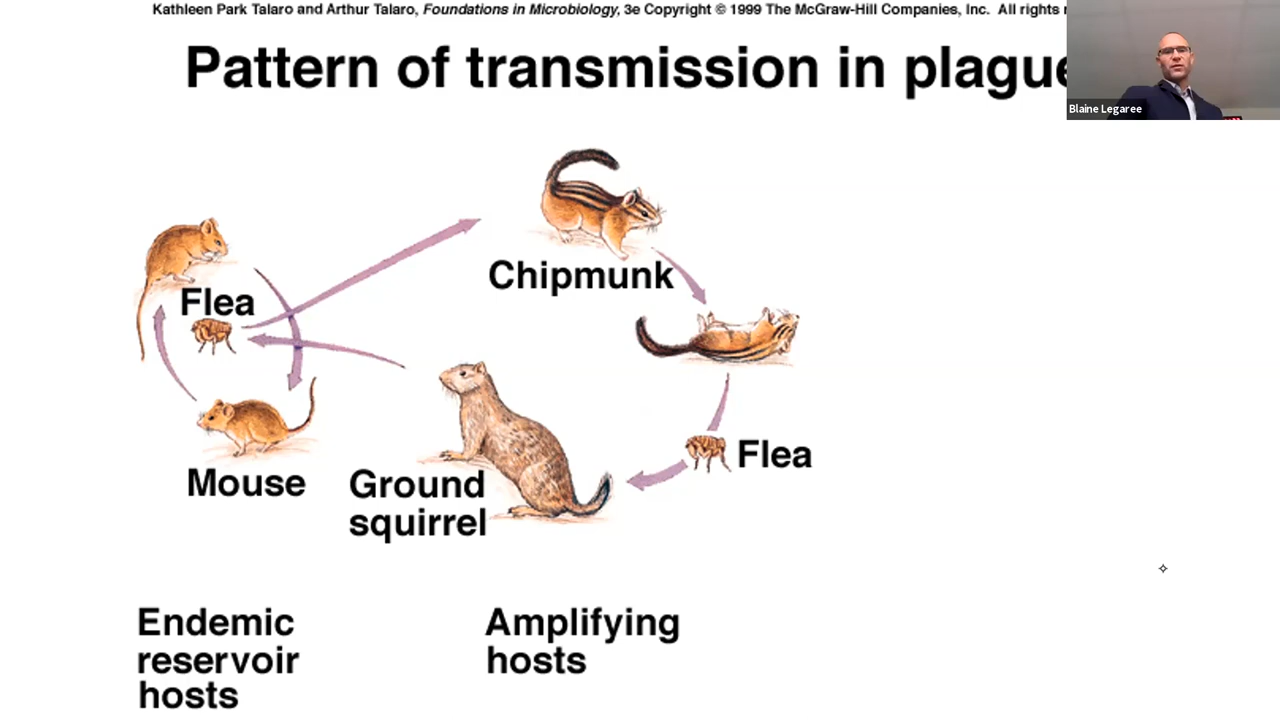 Kathleen Park Talaro and Arthur Talaro, Foundations in Microbiology, 3e Copyright © 1999 The McGraw-Hill Companies, Inc. All rights
Pattern of transmission in plague
Blaine Legaree
Chipmunk
Flea
Flea
Mouse
Ground
squirrel
Endemic
reservoir
hosts
Amplifying
hosts